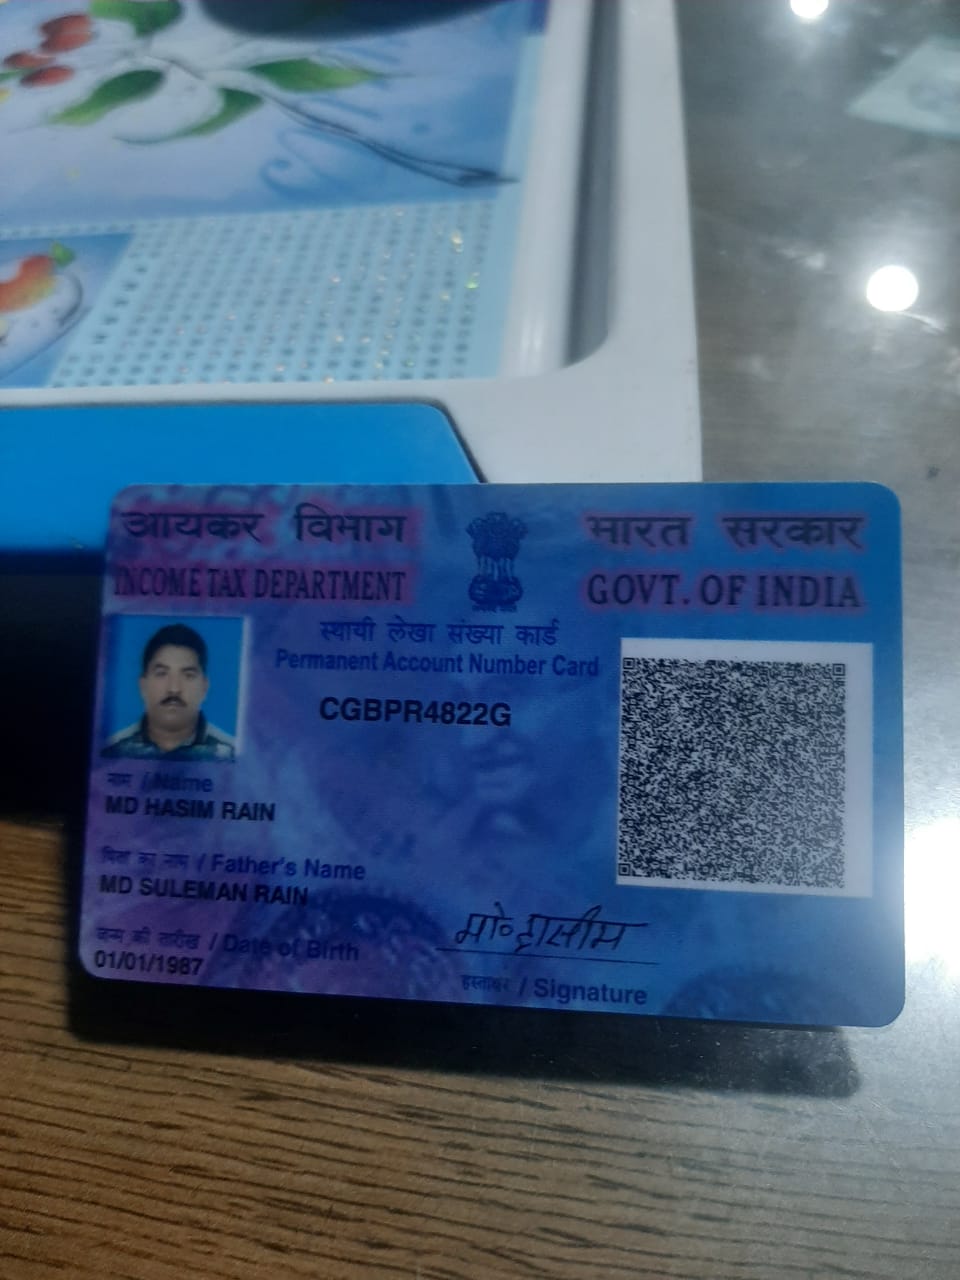 आयकर विभाग
INCOME TAX DEPARTMENT
भारत सरकार
GOVT. OF INDIA
स्थायी लेखा संख्या कार्ड
Permanent Account Number Card
CGBPR4822G
नाम / Name
MD HASIM RAIN
पिता का नाम / Father's Name
MD SULEMAN RAIN
जन्म की तारीख / Date of Birth
01/01/1987
मो० हासीम
हस्ताक्षर / Signature